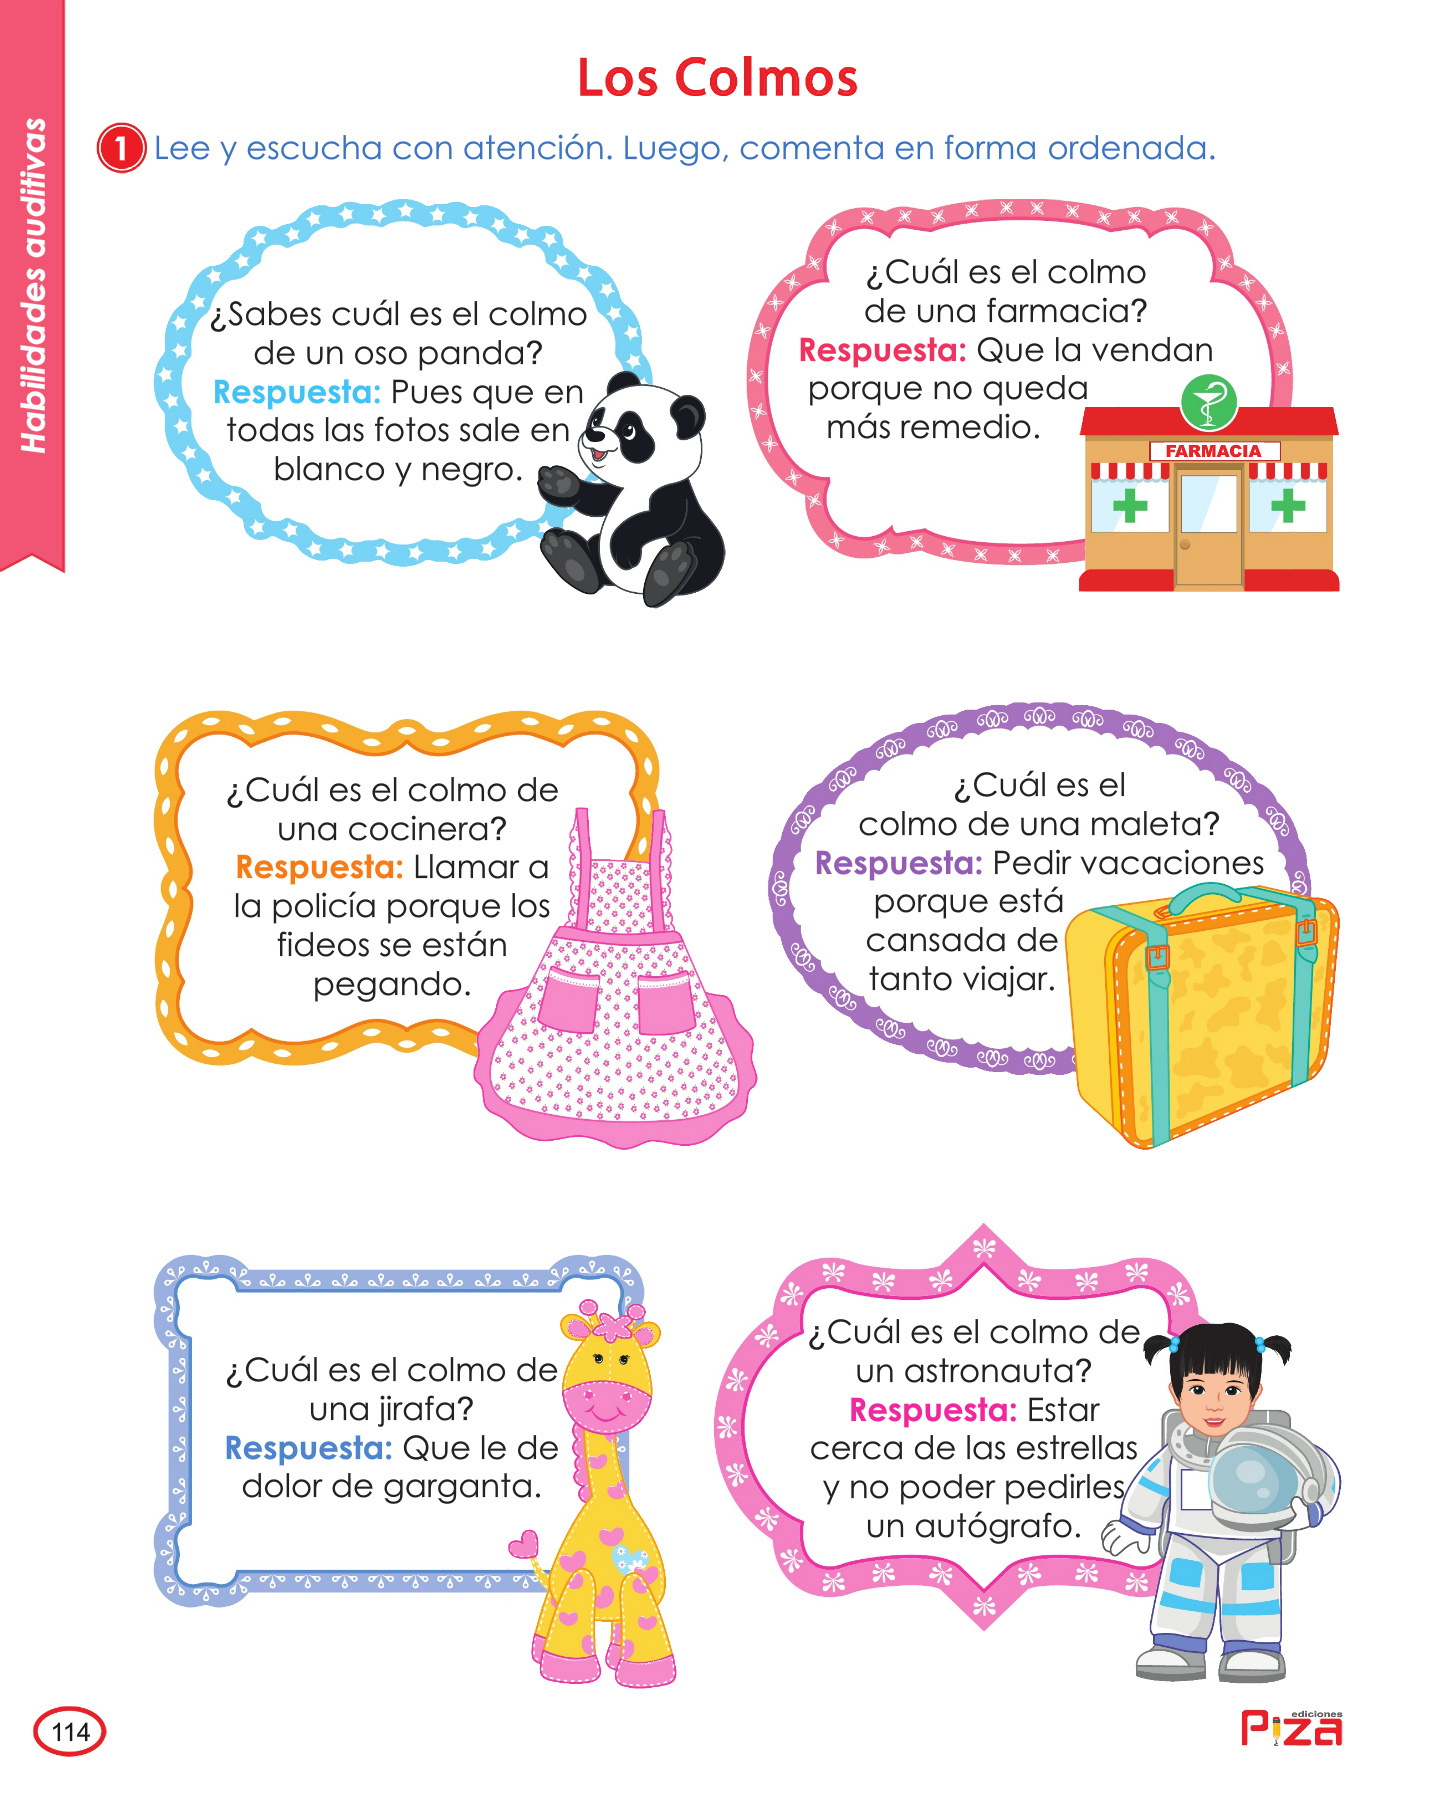 Los Colmos
Habilidades auditivas
1 Lee y escucha con atención. Luego, comenta en forma ordenada.
¿Sabes cuál es el colmo
de un oso panda?
Respuesta: Pues que en
todas las fotos sale en
blanco y negro.
¿Cuál es el colmo
de una farmacia?
Respuesta: Que la vendan
porque no queda
más remedio.
FARMACIA
¿Cuál es el colmo de
una cocinera?
Respuesta: Llamar a
la policía porque los
fideos se están
pegando.
¿Cuál es el
colmo de una maleta?
Respuesta: Pedir vacaciones
porque está
cansada de
tanto viajar.
¿Cuál es el colmo de
una jirafa?
Respuesta: Que le de
dolor de garganta.
¿Cuál es el colmo de
un astronauta?
Respuesta: Estar
cerca de las estrellas
y no poder pedirles
un autógrafo.
114
ediciones
Piza